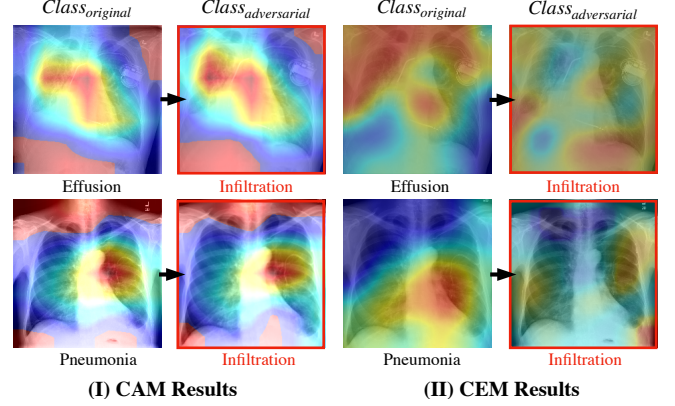 Class_original Class_adversarial Class_original Class_adversarial
Effusion Infiltration Effusion Infiltration
Pneumonia Infiltration Pneumonia Infiltration
(I) CAM Results (II) CEM Results